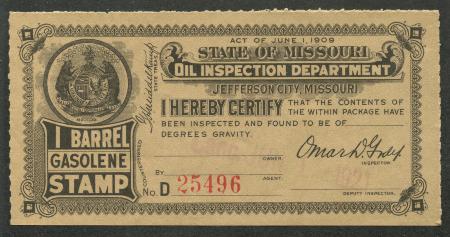 ACT OF JUNE 1, 1909
STATE OF MISSOURI
OIL INSPECTION DEPARTMENT
JEFFERSON CITY, MISSOURI
I HEREBY CERTIFY THAT THE CONTENTS OF
THE WITHIN PACKAGE HAVE
BEEN INSPECTED AND FOUND TO BE OF
DEGREES GRAVITY.
OWNER.
INSPECTOR.
BY AGENT.
DEPUTY INSPECTOR.
No. D 25496
COUNTERSIGNED
1 BARREL
GASOLENE
STAMP